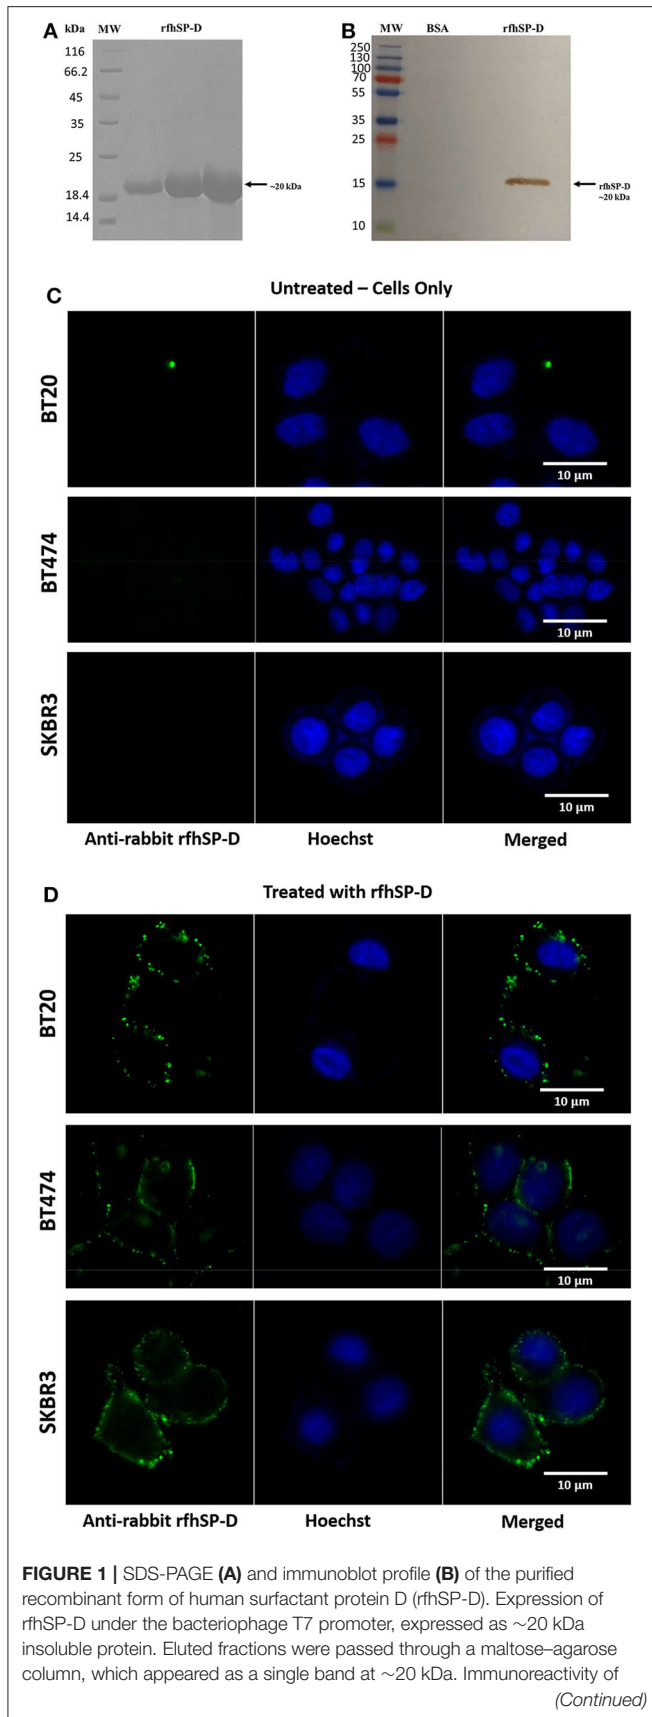 A
kDa MW rfhSP-D
116
66.2
45
35
25
18.4
14.4
~20 kDa
B
MW BSA rfhSP-D
250
130
100
70
55
35
25
15
10
rfhSP-D
~20 kDa
C
Untreated – Cells Only
BT20
10 µm
BT474
10 µm
SKBR3
10 µm
Anti-rabbit rfhSP-D Hoechst Merged
D
Treated with rfhSP-D
BT20
10 µm
BT474
10 µm
SKBR3
10 µm
Anti-rabbit rfhSP-D Hoechst Merged
FIGURE 1 | SDS-PAGE (A) and immunoblot profile (B) of the purified
recombinant form of human surfactant protein D (rfhSP-D). Expression of
rfhSP-D under the bacteriophage T7 promoter, expressed as ~20 kDa
insoluble protein. Eluted fractions were passed through a maltose–agarose
column, which appeared as a single band at ~20 kDa. Immunoreactivity of
(Continued)